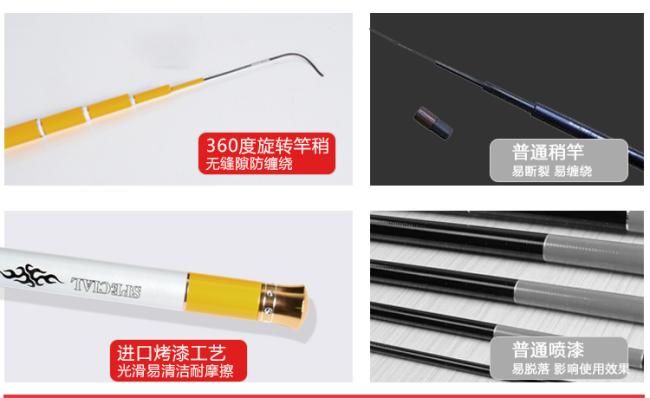 360度旋转竿稍
无缝隙防缠绕
普通稍竿
易断裂 易缠绕
SPECIAL
进口烤漆工艺
光滑易清洁耐摩擦
普通喷漆
易脱落 影响使用效果